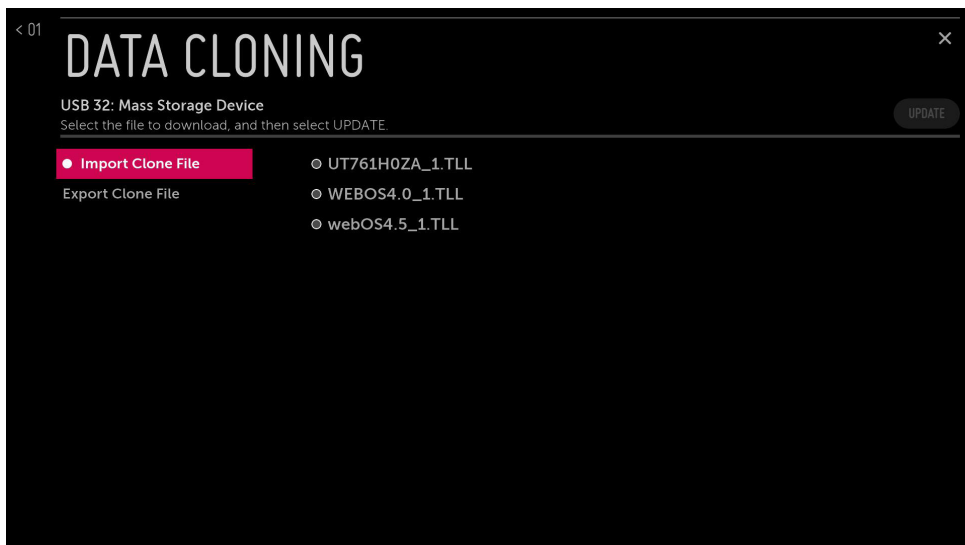 < 01
DATA CLONING
USB 32: Mass Storage Device
Select the file to download, and then select UPDATE.
UPDATE
Import Clone File
Export Clone File
UT761H0ZA_1.TLL
WEBOS4.0_1.TLL
webOS4.5_1.TLL